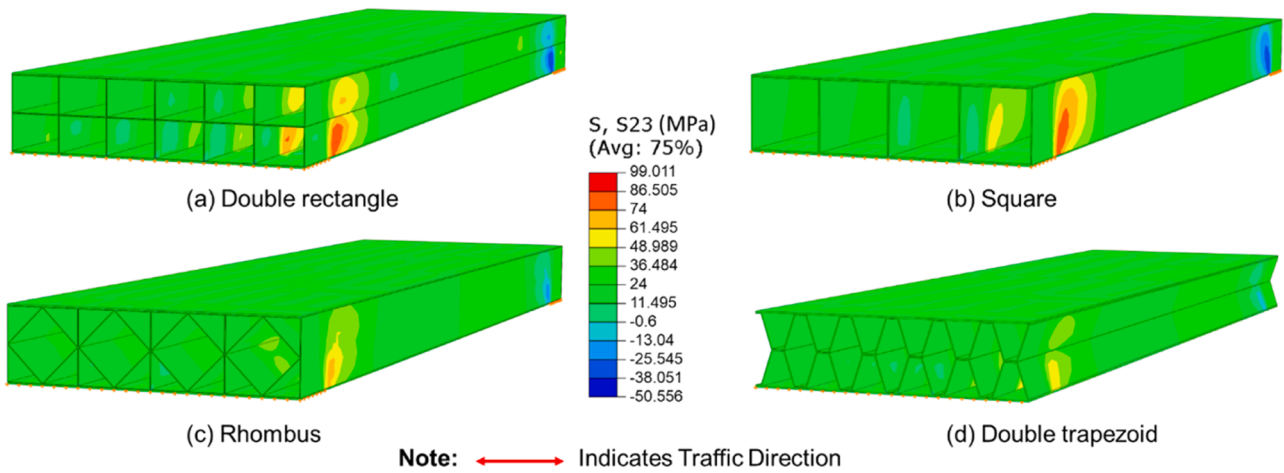 (a) Double rectangle
S, S23 (MPa)
(Avg: 75%)
99.011
86.505
74
61.495
48.989
36.484
24
11.495
-0.6
-13.04
-25.545
-38.051
-50.556
(b) Square
(c) Rhombus
(d) Double trapezoid
Note: Indicates Traffic Direction